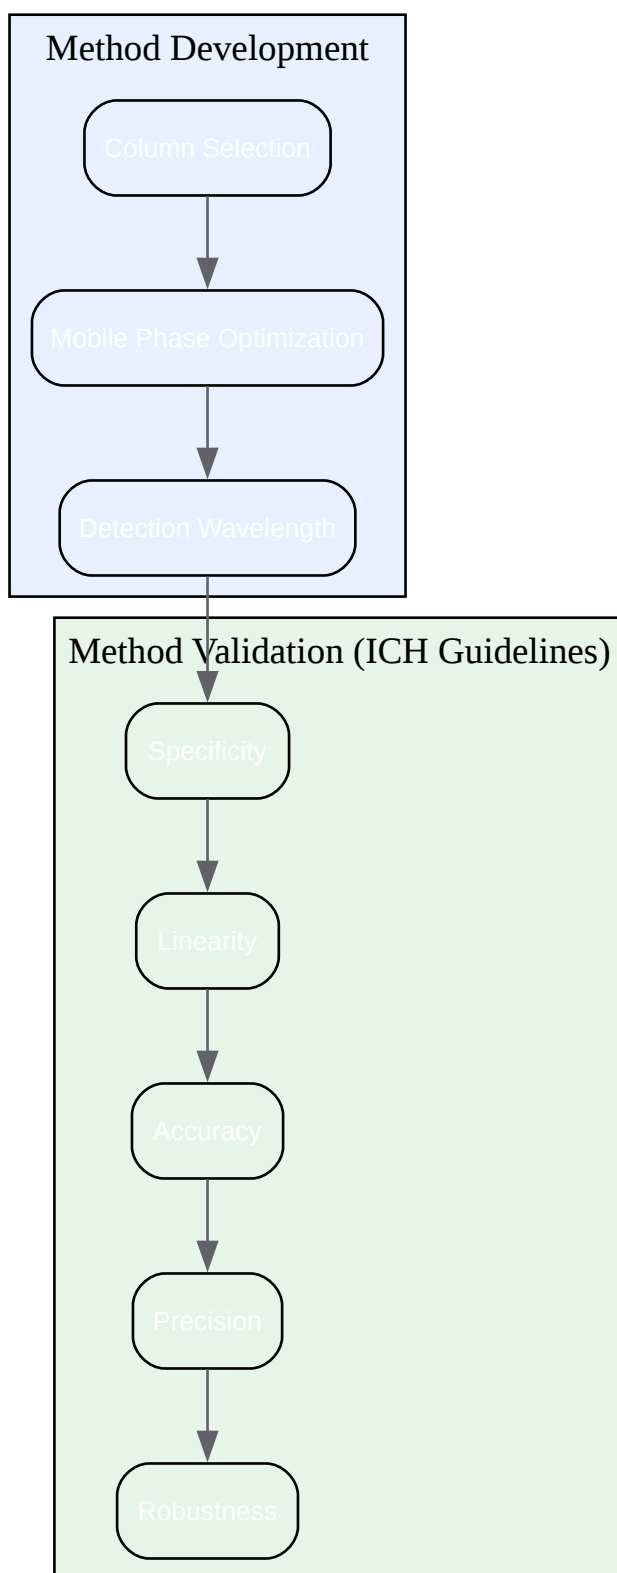 Method Development
Column Selection
Mobile Phase Optimization
Detection Wavelength
Method Validation (ICH Guidelines)
Specificity
Linearity
Accuracy
Precision
Robustness